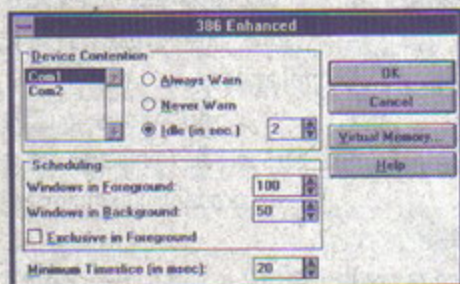 386 Enhanced
Device Contention
Com1
Com2
Always Warn
Never Warn
Idle (in sec.) 2
OK
Cancel
Virtual Memory...
Help
Scheduling
Windows in Foreground: 100
Windows in Background: 50
Exclusive in Foreground
Minimum Timeslice (in msec): 20